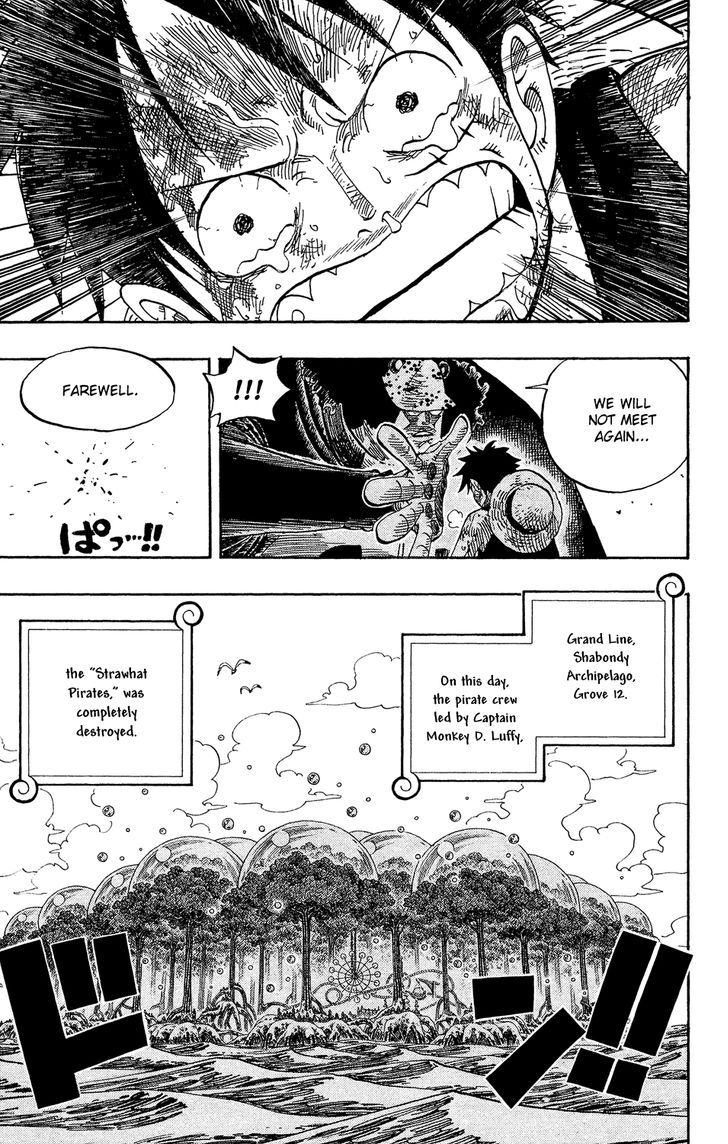 WE WILL
NOT MEET
AGAIN...
!!!
FAREWELL.
ぱっ…!!
Grand Line,
Shabondy
Archipelago,
Grove 12.
On this day,
the pirate crew
led by Captain
Monkey D. Luffy,
the "Strawhat
Pirates," was
completely
destroyed.
ドーン!!